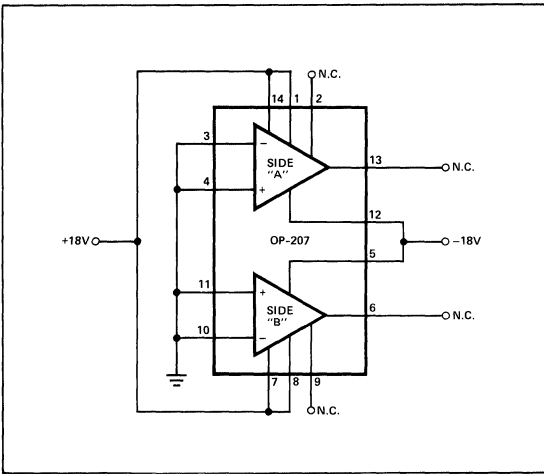 N.C.
14 1 2
3
SIDE
"A"
13
N.C.
4
12
+18V
OP-207
−18V
5
11
SIDE
"B"
6
N.C.
10
7 8 9
N.C.
− + + −